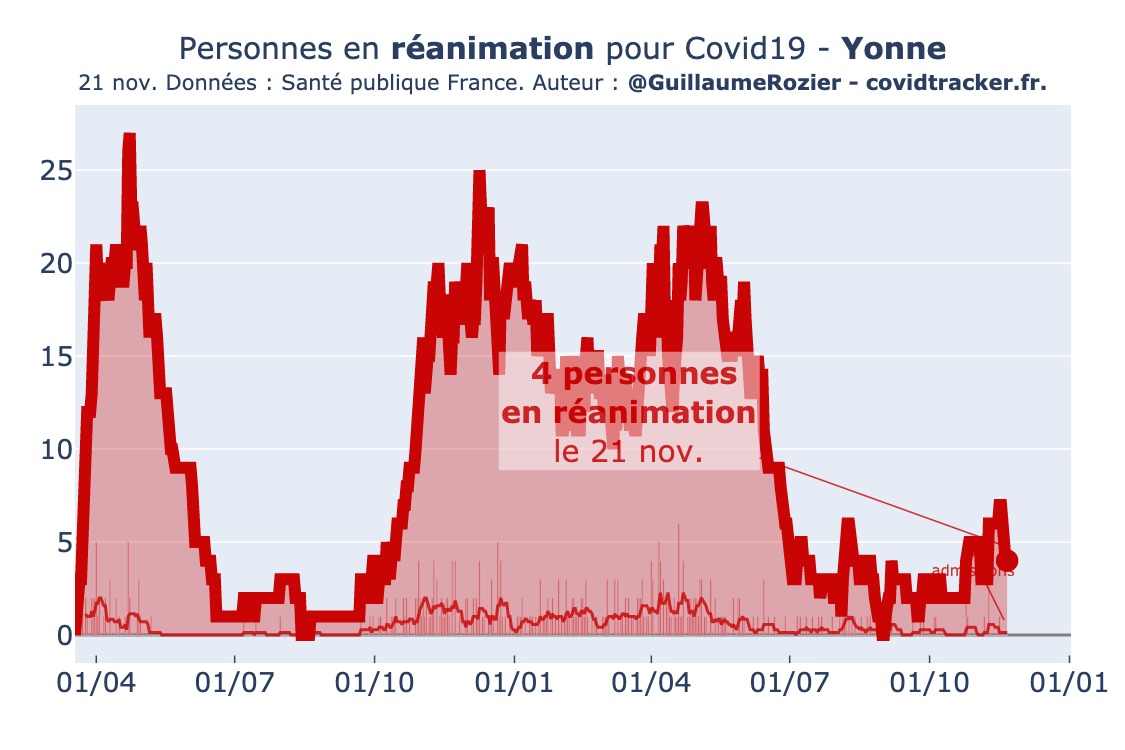 Personnes en réanimation pour Covid19 - Yonne
21 nov. Données : Santé publique France. Auteur : @GuillaumeRozier - covidtracker.fr.
25
20
15
10
5
0
4 personnes
en réanimation
le 21 nov.
admissions
01/04 01/07 01/10 01/01 01/04 01/07 01/10 01/01